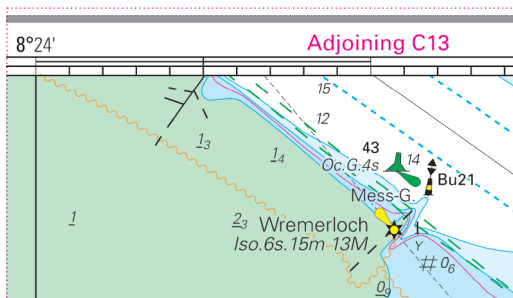 8°24'
Adjoining C13
15
12
1₃
43
14
Oc.G.4s
1₄
Bu21
Mess-G.
1
2₃
Wremerloch
Iso.6s.15m 13M
Y
# 0₆
0₉